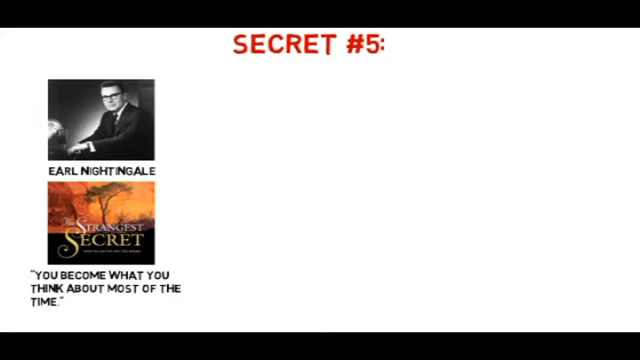 SECRET #5:
EARL NIGHTINGALE
The STRANGEST
SECRET
"YOU BECOME WHAT YOU
THINK ABOUT MOST OF THE
TIME."